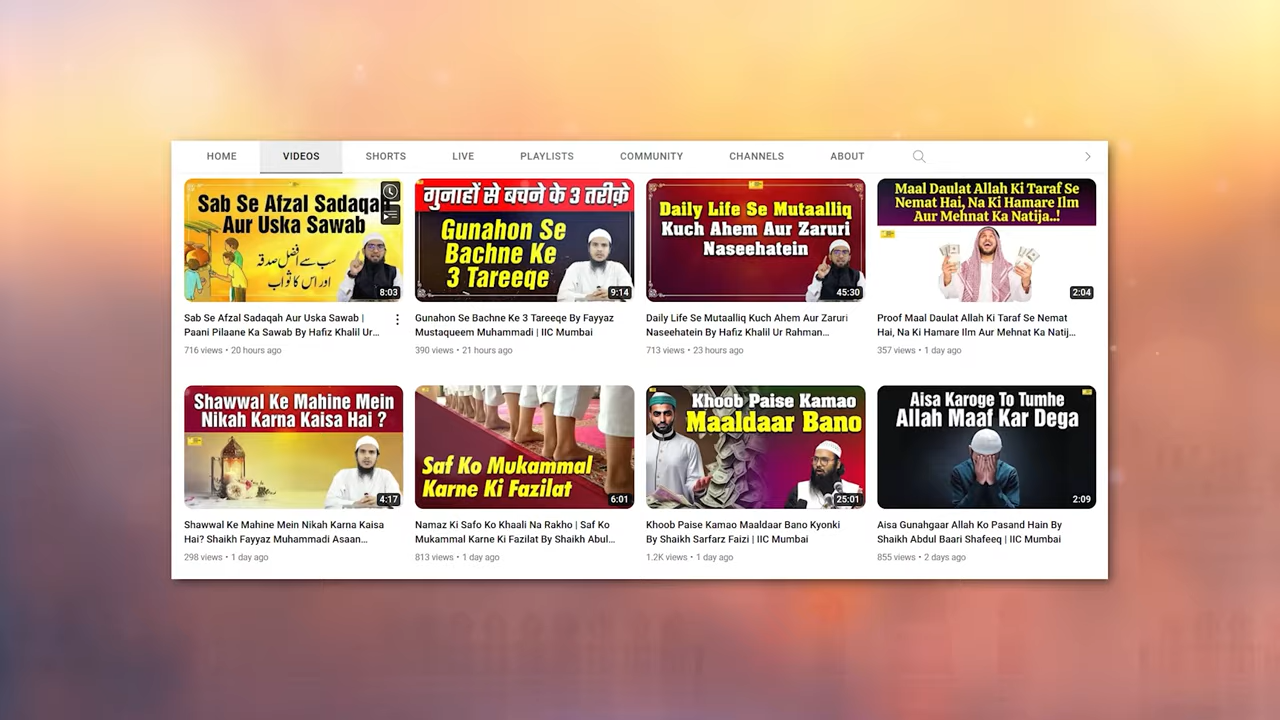 HOME VIDEOS SHORTS LIVE PLAYLISTS COMMUNITY CHANNELS ABOUT
Sab Se Afzal Sadaqah
Aur Uska Sawab
سب سے افضل صدقہ
اور اس کا ثواب
8:03
Sab Se Afzal Sadaqah Aur Uska Sawab |
Paani Pilaane Ka Sawab By Hafiz Khalil Ur...
716 views • 20 hours ago
गुनाहों से बचने के 3 तरीक़े
Gunahon Se
Bachne Ke
3 Tareeqe
9:14
Gunahon Se Bachne Ke 3 Tareeqe By Fayyaz
Mustaqueem Muhammadi | IIC Mumbai
390 views • 21 hours ago
Daily Life Se Mutaalliq
Kuch Ahem Aur Zaruri
Naseehatein
45:30
Daily Life Se Mutaalliq Kuch Ahem Aur Zaruri
Naseehatein By Hafiz Khalil Ur Rahman...
713 views • 23 hours ago
Maal Daulat Allah Ki Taraf Se
Nemat Hai, Na Ki Hamare Ilm
Aur Mehnat Ka Natija..!
2:04
Proof Maal Daulat Allah Ki Taraf Se Nemat
Hai, Na Ki Hamare Ilm Aur Mehnat Ka Natij...
357 views • 1 day ago
Shawwal Ke Mahine Mein
Nikah Karna Kaisa Hai ?
4:17
Shawwal Ke Mahine Mein Nikah Karna Kaisa
Hai? Shaikh Fayyaz Muhammadi Asaan...
298 views • 1 day ago
Saf Ko Mukammal
Karne Ki Fazilat
6:01
Namaz Ki Safo Ko Khaali Na Rakho | Saf Ko
Mukammal Karne Ki Fazilat By Shaikh Abul...
813 views • 1 day ago
Khoob Paise Kamao
Maaldaar Bano
25:01
Khoob Paise Kamao Maaldaar Bano Kyonki
By Shaikh Sarfarz Faizi | IIC Mumbai
1.2K views • 1 day ago
Aisa Karoge To Tumhe
Allah Maaf Kar Dega
2:09
Aisa Gunahgaar Allah Ko Pasand Hain By
Shaikh Abdul Baari Shafeeq | IIC Mumbai
855 views • 2 days ago